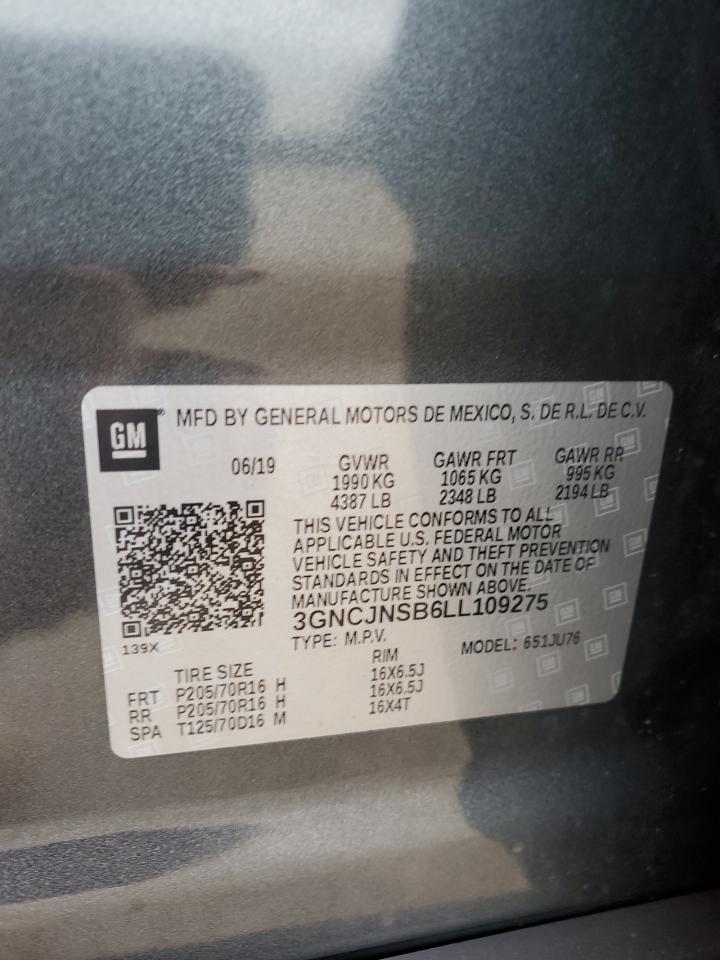 GM® MFD BY GENERAL MOTORS DE MEXICO, S. DE R.L. DE C.V.
06/19 GVWR GAWR FRT GAWR RR
1990 KG 1065 KG 995 KG
4387 LB 2348 LB 2194 LB
THIS VEHICLE CONFORMS TO ALL
APPLICABLE U.S. FEDERAL MOTOR
VEHICLE SAFETY AND THEFT PREVENTION
STANDARDS IN EFFECT ON THE DATE OF
MANUFACTURE SHOWN ABOVE.
3GNCJNSB6LL109275
139X TYPE: M.P.V. MODEL: 651JU76
TIRE SIZE RIM
FRT P205/70R16 H 16X6.5J
RR P205/70R16 H 16X6.5J
SPA T125/70D16 M 16X4T